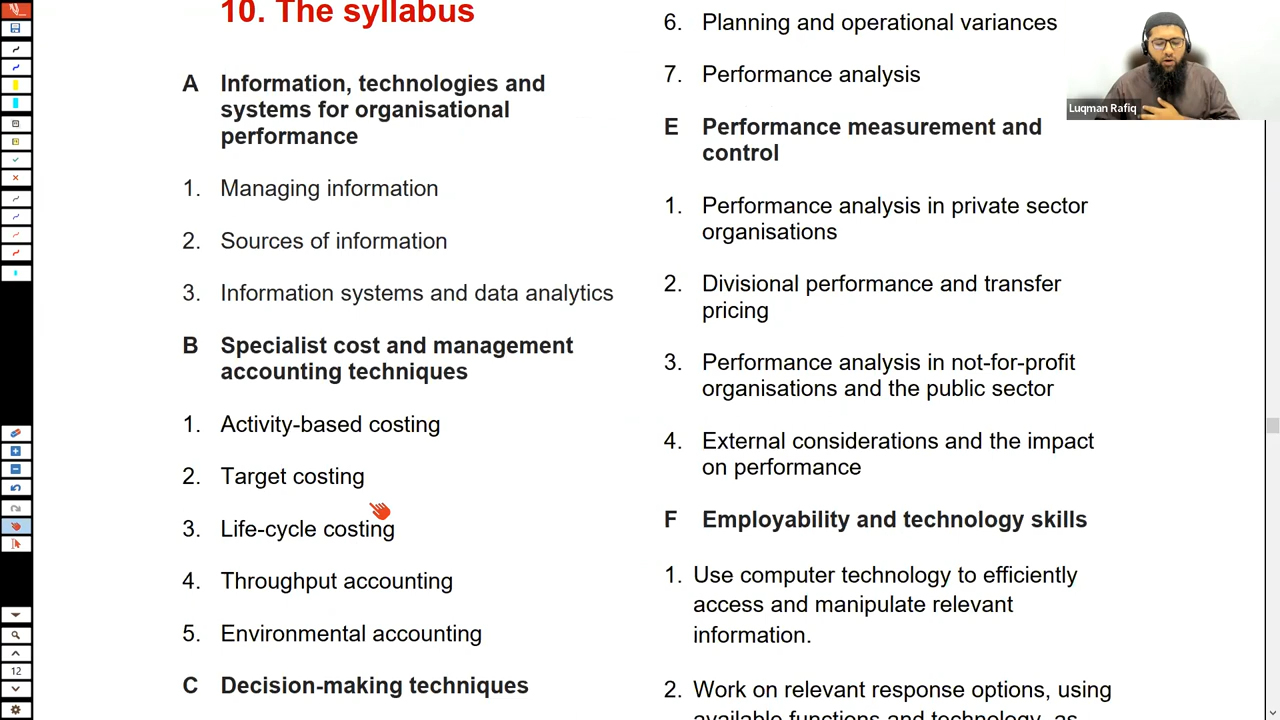 10. The syllabus
A Information, technologies and
systems for organisational
performance
1. Managing information
2. Sources of information
3. Information systems and data analytics
B Specialist cost and management
accounting techniques
1. Activity-based costing
2. Target costing
3. Life-cycle costing
4. Throughput accounting
5. Environmental accounting
C Decision-making techniques
6. Planning and operational variances
7. Performance analysis
E Performance measurement and
control
1. Performance analysis in private sector
organisations
2. Divisional performance and transfer
pricing
3. Performance analysis in not-for-profit
organisations and the public sector
4. External considerations and the impact
on performance
F Employability and technology skills
1. Use computer technology to efficiently
access and manipulate relevant
information.
2. Work on relevant response options, using
available functions and technology, as
Luqman Rafiq
12